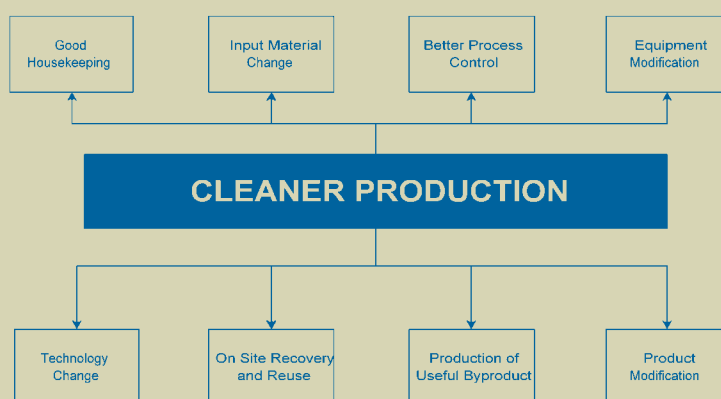 Good
Housekeeping
Input Material
Change
Better Process
Control
Equipment
Modification
CLEANER PRODUCTION
Technology
Change
On Site Recovery
and Reuse
Production of
Useful Byproduct
Product
Modification